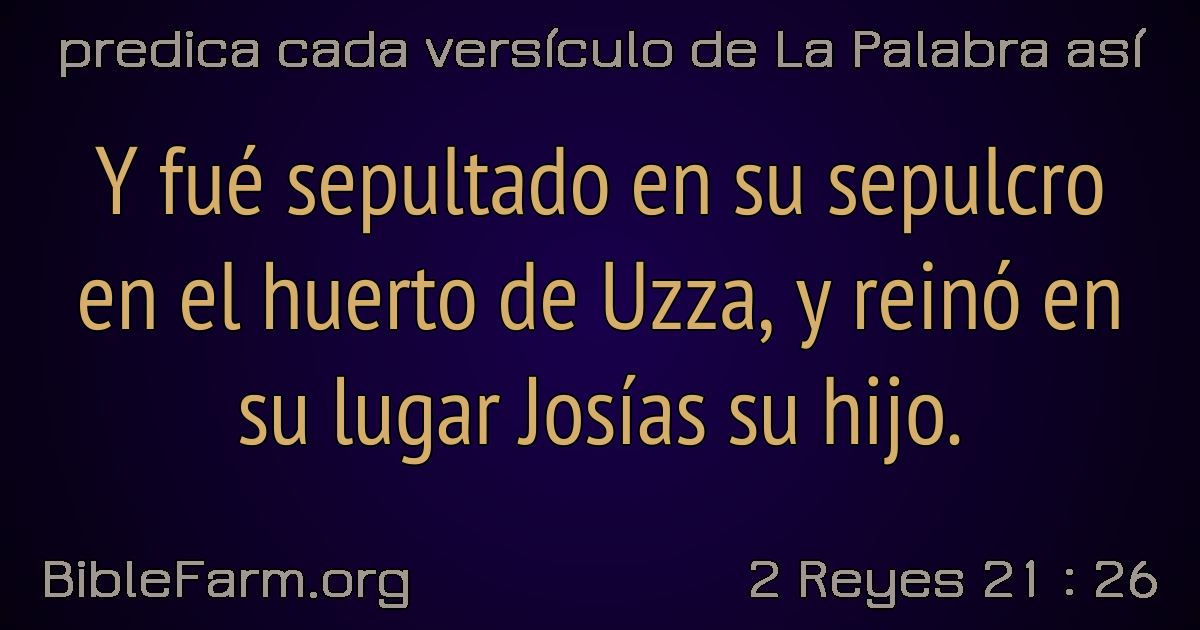 predica cada versículo de La Palabra así
Y fué sepultado en su sepulcro
en el huerto de Uzza, y reinó en
su lugar Josías su hijo.
BibleFarm.org
2 Reyes 21 : 26